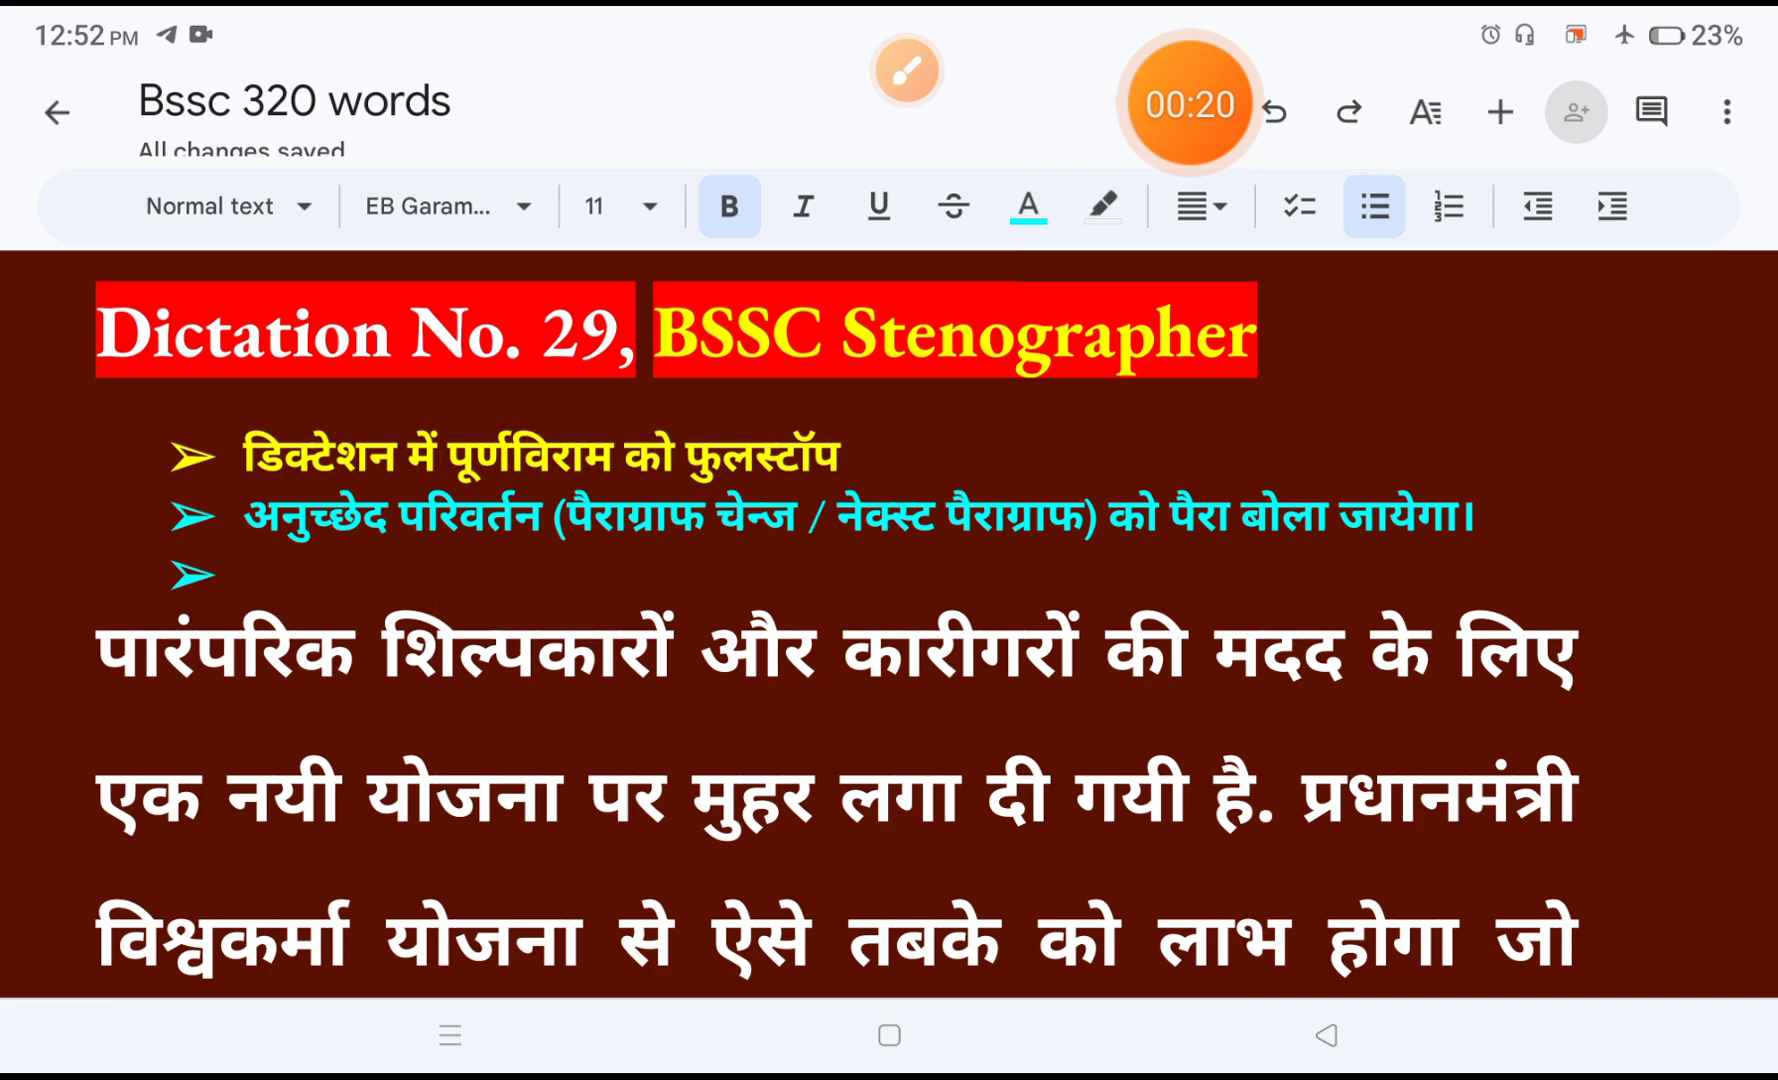 12:52 PM 23%
Bssc 320 words
00:20
All changes saved
Normal text EB Garam... 11 B I U S A
Dictation No. 29, BSSC Stenographer
➢ डिक्टेशन में पूर्णविराम को फुलस्टॉप
➢ अनुच्छेद परिवर्तन (पैराग्राफ चेन्ज / नेक्स्ट पैराग्राफ) को पैरा बोला जायेगा।
➢
पारंपरिक शिल्पकारों और कारीगरों की मदद के लिए
एक नयी योजना पर मुहर लगा दी गयी है. प्रधानमंत्री
विश्वकर्मा योजना से ऐसे तबके को लाभ होगा जो